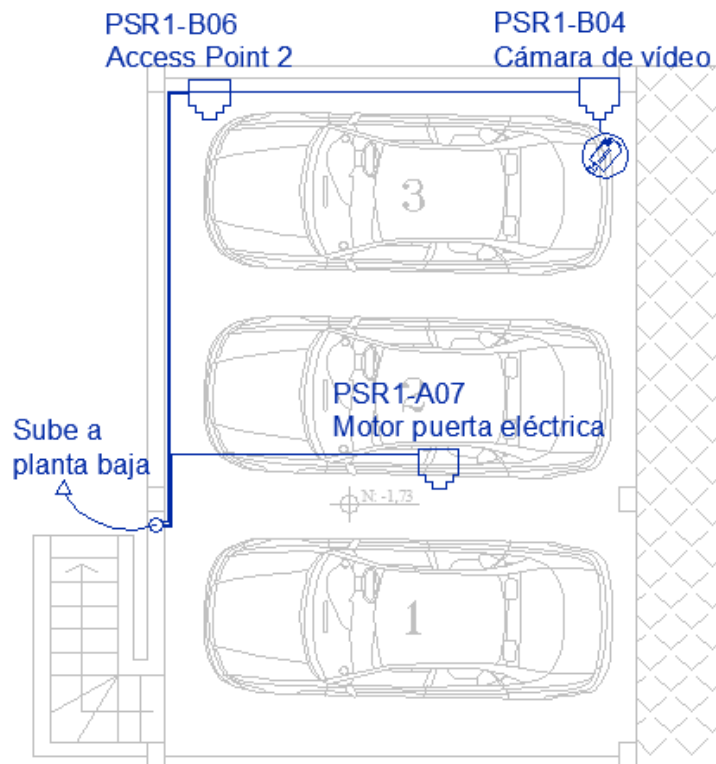 PSR1-B06
Access Point 2
PSR1-B04
Cámara de vídeo
3
2
PSR1-A07
Motor puerta eléctrica
Sube a
planta baja
N: -1,73
1